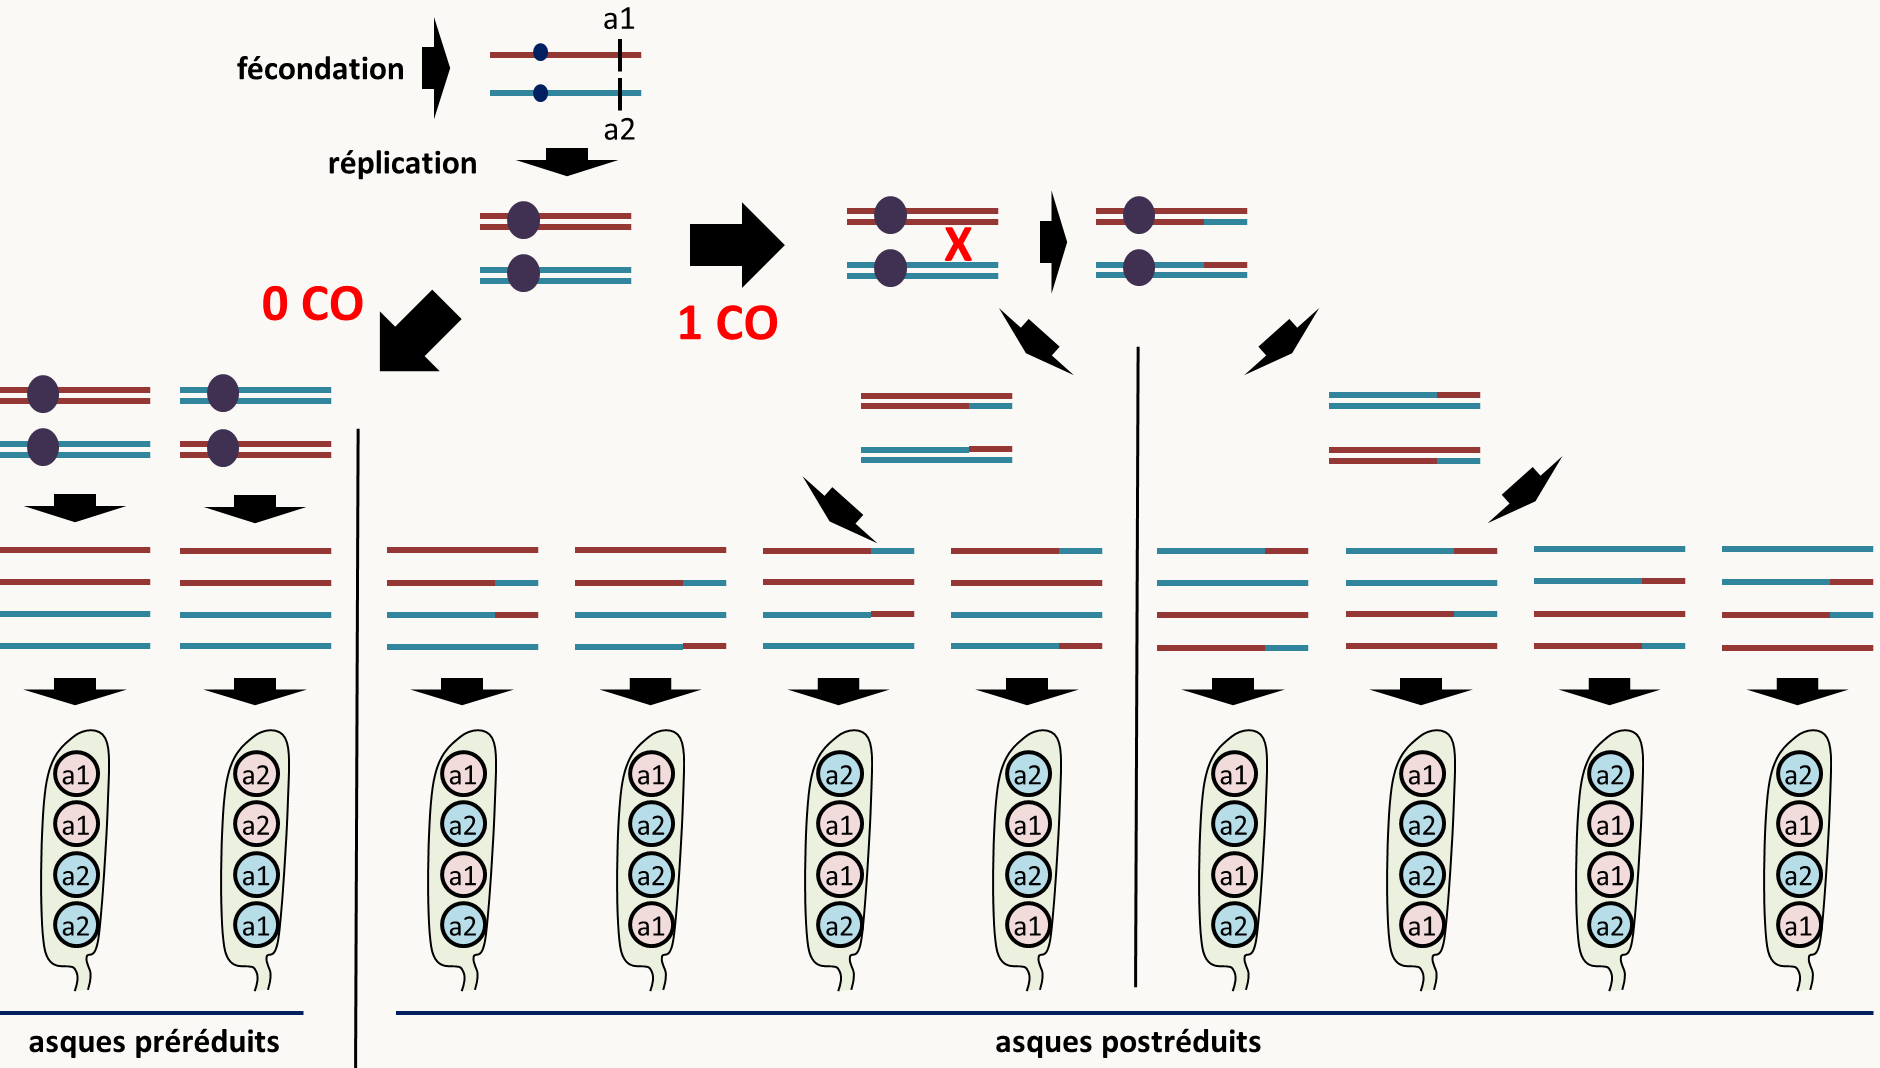 a1
fécondation
a2
réplication
X
0 CO
1 CO
a1 a2 a1 a1 a2 a2 a1 a1 a2 a2
a1 a2 a2 a2 a1 a1 a2 a2 a1 a1
a2 a1 a1 a2 a1 a2 a1 a2 a1 a2
a2 a1 a2 a1 a2 a1 a2 a1 a2 a1
asques préréduits
asques postréduits